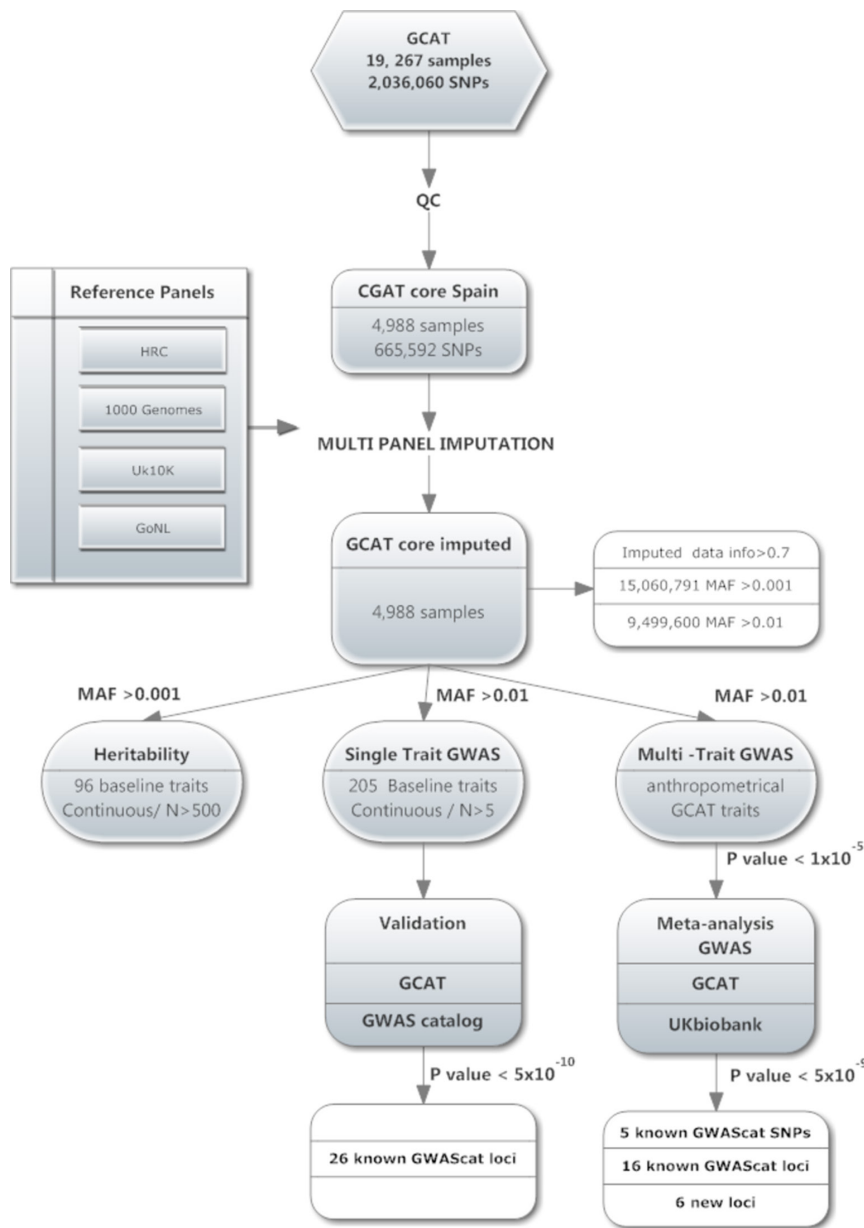 GCAT
19, 267 samples
2,036,060 SNPs
QC
Reference Panels
HRC
1000 Genomes
Uk10K
GoNL
CGAT core Spain
4,988 samples
665,592 SNPs
MULTI PANEL IMPUTATION
GCAT core imputed
4,988 samples
Imputed data info>0.7
15,060,791 MAF >0.001
9,499,600 MAF >0.01
MAF >0.001
MAF >0.01
MAF >0.01
Heritability
96 baseline traits
Continuous/ N>500
Single Trait GWAS
205 Baseline traits
Continuous / N>5
Multi -Trait GWAS
anthropometrical
GCAT traits
P value < 1x10⁻⁵
Validation
GCAT
GWAS catalog
Meta-analysis
GWAS
GCAT
UKbiobank
P value < 5x10⁻¹⁰
P value < 5x10⁻⁹
26 known GWAScat loci
5 known GWAScat SNPs
16 known GWAScat loci
6 new loci